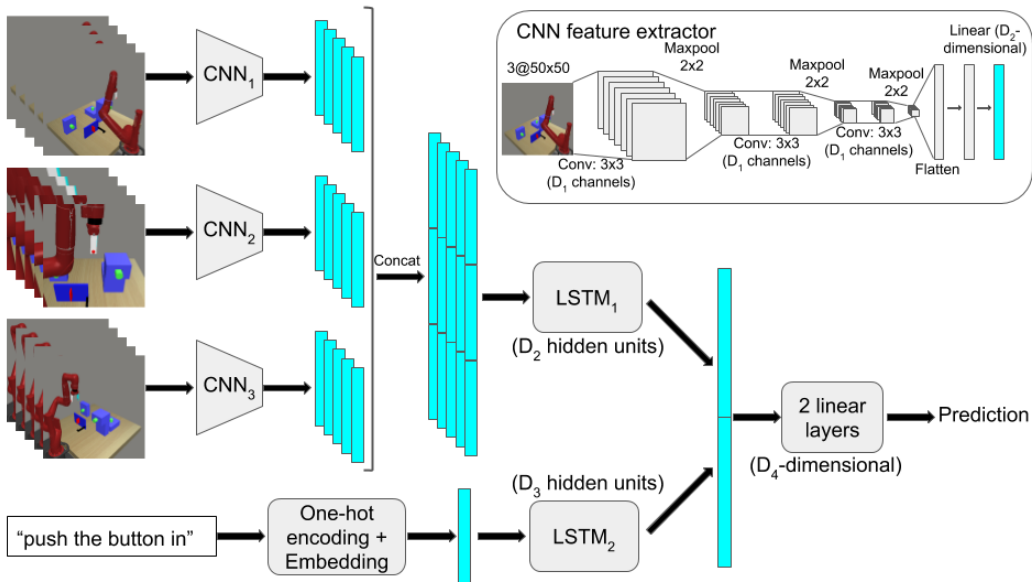 CNN₁
CNN₂
CNN₃
Concat
CNN feature extractor
3@50x50
Conv: 3x3
(D₁ channels)
Maxpool
2x2
Conv: 3x3
(D₁ channels)
Maxpool
2x2
Conv: 3x3
(D₁ channels)
Maxpool
2x2
Flatten
Linear (D₂-
dimensional)
LSTM₁
(D₂ hidden units)
“push the button in”
One-hot
encoding +
Embedding
(D₃ hidden units)
LSTM₂
2 linear
layers
(D₄-dimensional)
Prediction